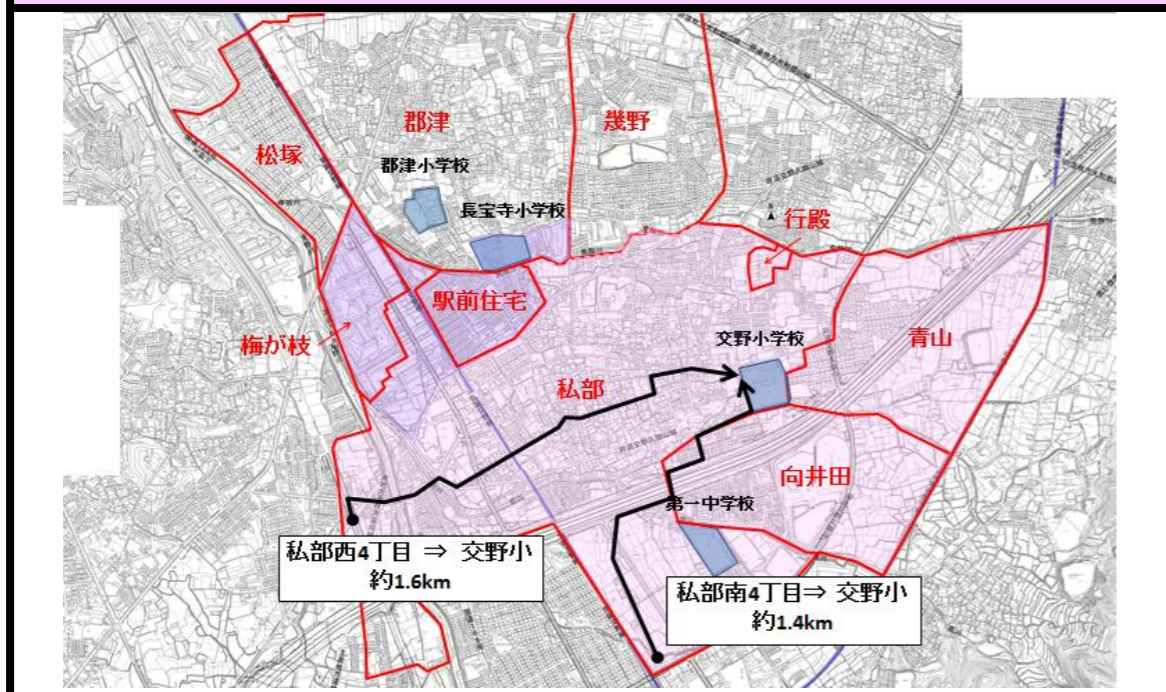 郡津
幾野
松塚
郡津小学校
長宝寺小学校
行殿
駅前住宅
梅が枝
交野小学校
青山
私部
向井田
第一中学校
私部西4丁目 ⇒ 交野小
約1.6km
私部南4丁目⇒ 交野小
約1.4km